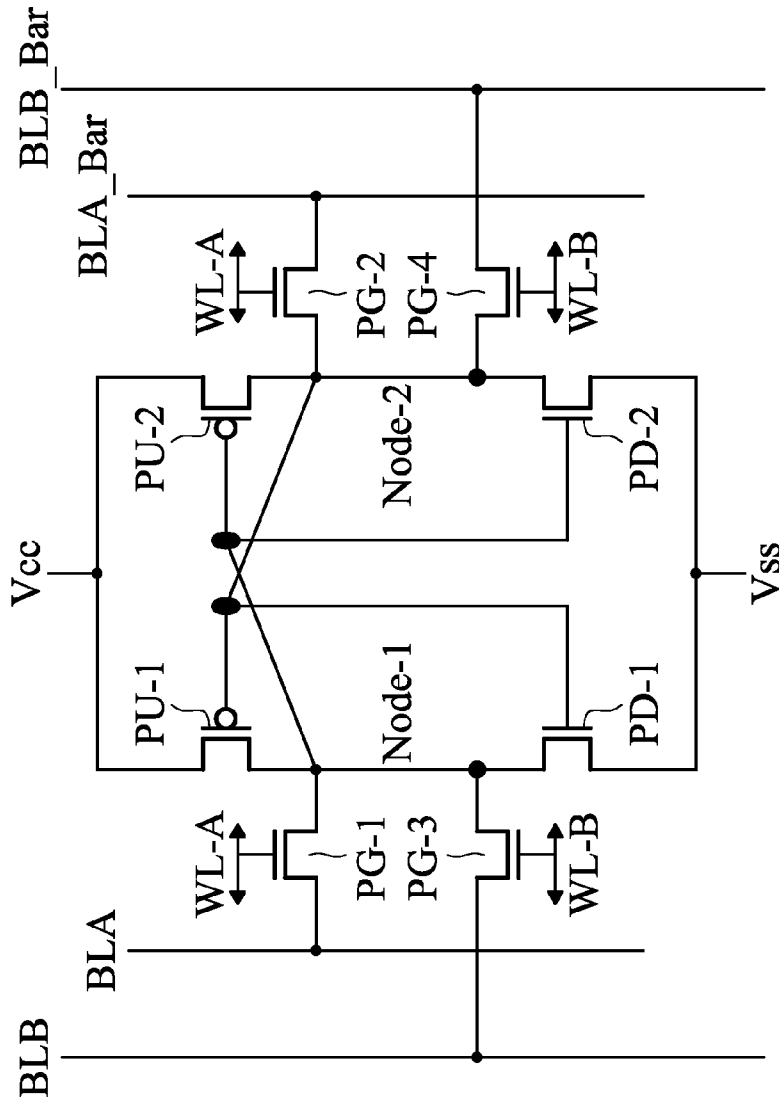 BLB_Bar
BLA_Bar
WL-A
PG-2
PG-4
WL-B
PU-2
Node-2
PD-2
Vcc
Vss
PU-1
Node-1
PD-1
WL-A
PG-1
PG-3
WL-B
BLA
BLB